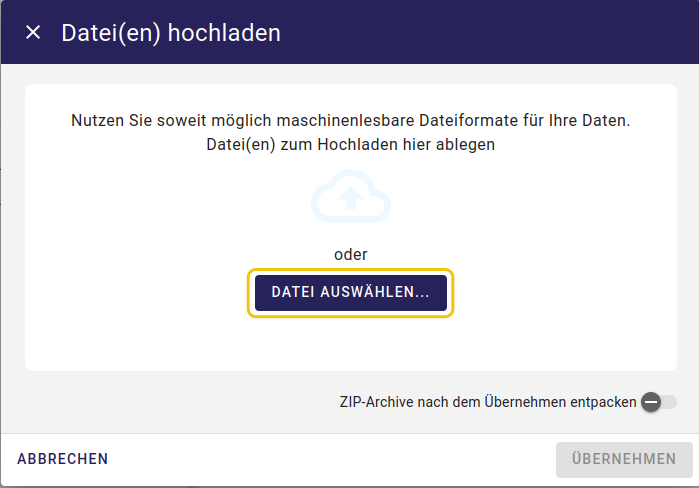 Datei(en) hochladen
Nutzen Sie soweit möglich maschinenlesbare Dateiformate für Ihre Daten.
Datei(en) zum Hochladen hier ablegen
oder
DATEI AUSWÄHLEN...
ZIP-Archive nach dem Übernehmen entpacken
ABBRECHEN
ÜBERNEHMEN